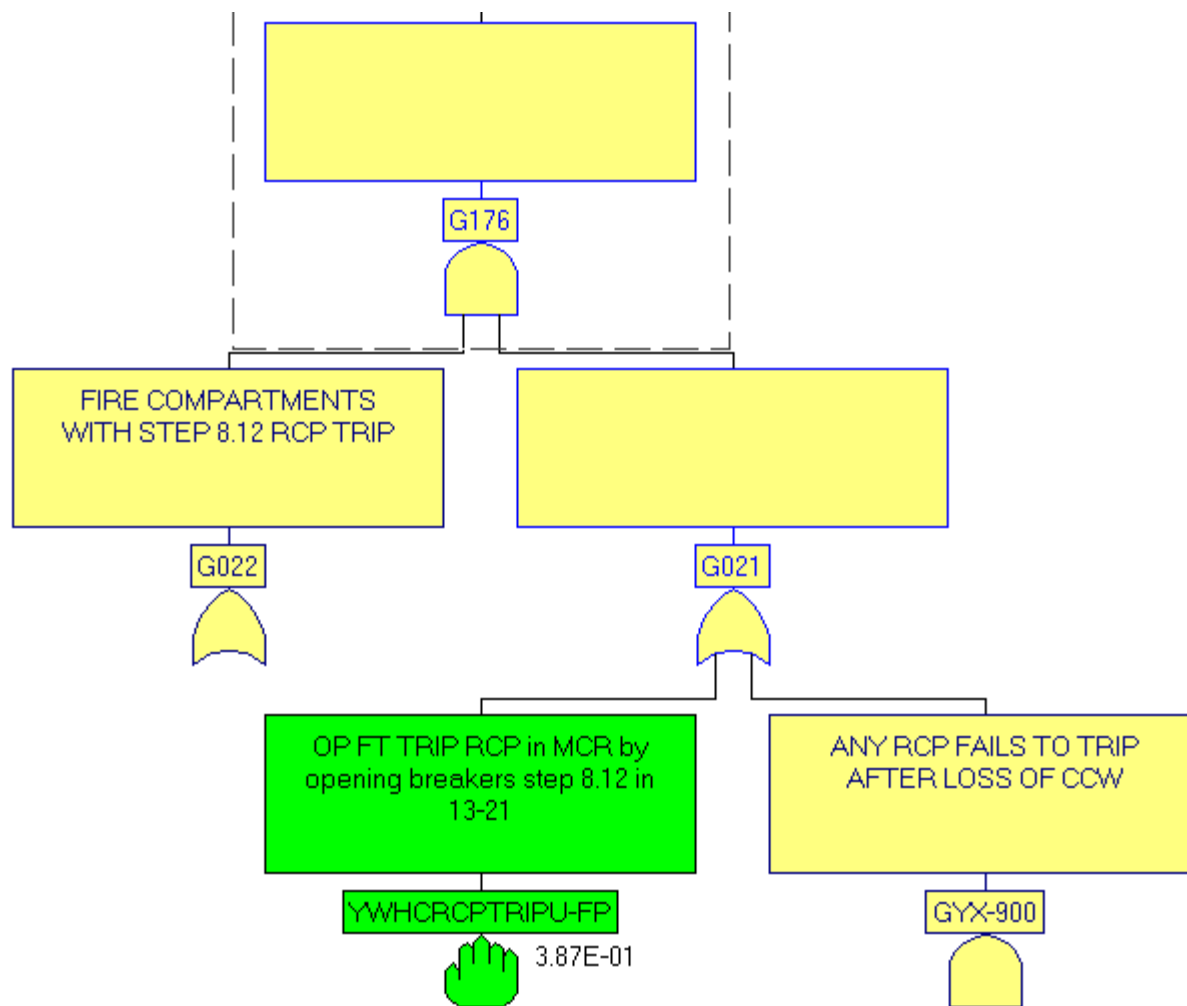 G176
FIRE COMPARTMENTS
WITH STEP 8.12 RCP TRIP
G022
G021
OP FT TRIP RCP in MCR by
opening breakers step 8.12 in
13-21
YWHCRCPTRIPU-FP
3.87E-01
ANY RCP FAILS TO TRIP
AFTER LOSS OF CCW
GYX-900